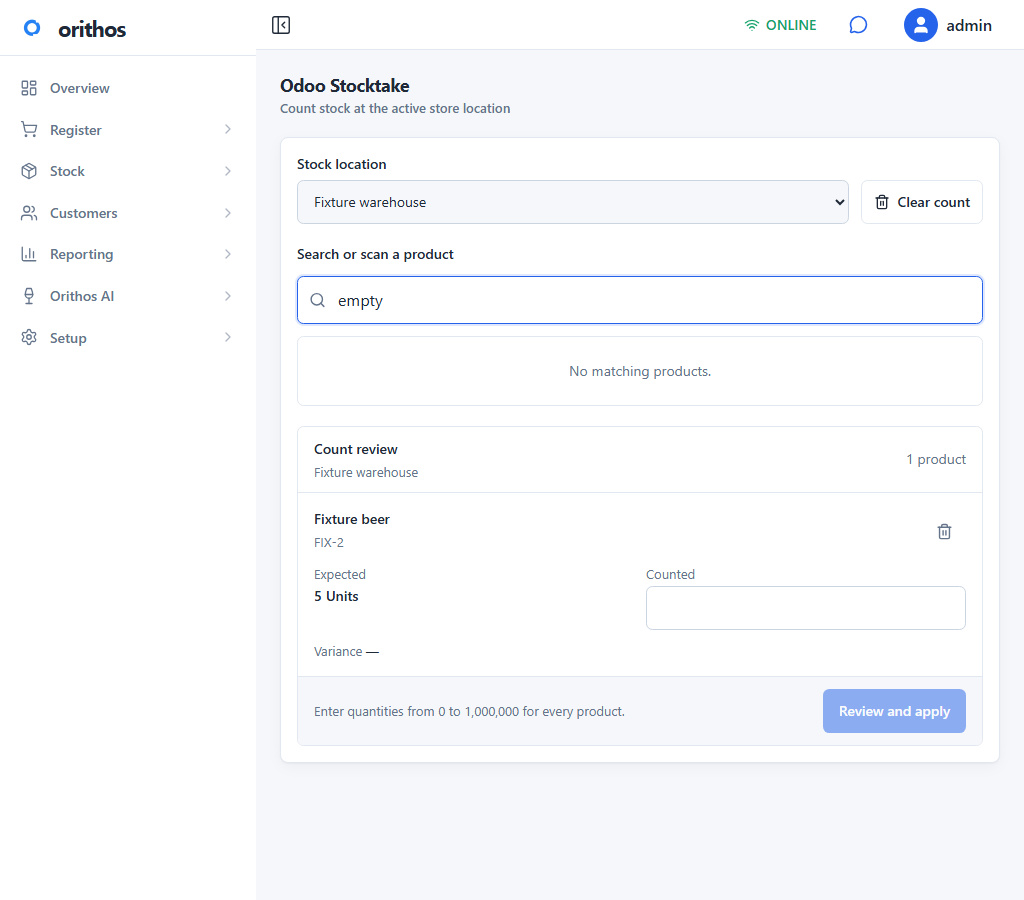 orithos
ONLINE
admin
Overview
Register
Stock
Customers
Reporting
Orithos AI
Setup
Odoo Stocktake
Count stock at the active store location
Stock location
Fixture warehouse
Clear count
Search or scan a product
empty
No matching products.
Count review
Fixture warehouse
1 product
Fixture beer
FIX-2
Expected
Counted
5 Units
Variance —
Enter quantities from 0 to 1,000,000 for every product.
Review and apply